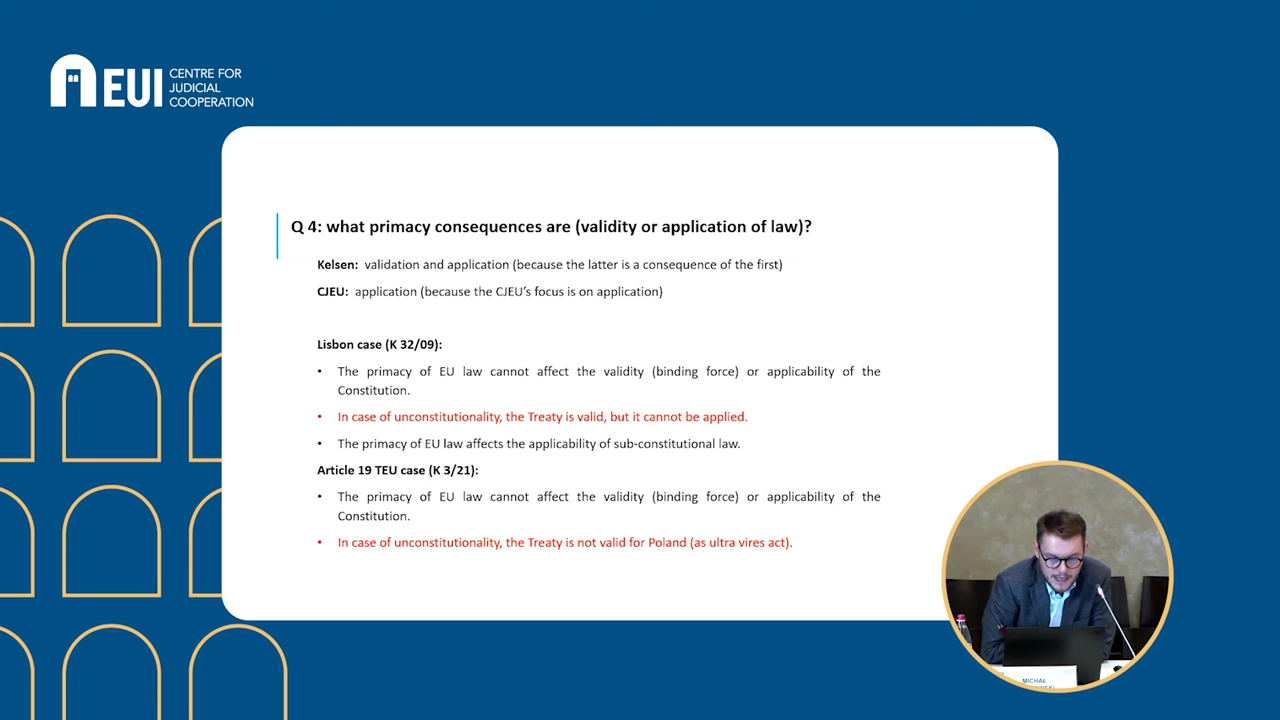 EUI
CENTRE FOR
JUDICIAL
COOPERATION
Q 4: what primacy consequences are (validity or application of law)?
Kelsen: validation and application (because the latter is a consequence of the first)
CJEU: application (because the CJEU's focus is on application)
Lisbon case (K 32/09):
• The primacy of EU law cannot affect the validity (binding force) or applicability of the
Constitution.
• In case of unconstitutionality, the Treaty is valid, but it cannot be applied.
• The primacy of EU law affects the applicability of sub-constitutional law.
Article 19 TEU case (K 3/21):
• The primacy of EU law cannot affect the validity (binding force) or applicability of the
Constitution.
• In case of unconstitutionality, the Treaty is not valid for Poland (as ultra vires act).
MICHAŁ